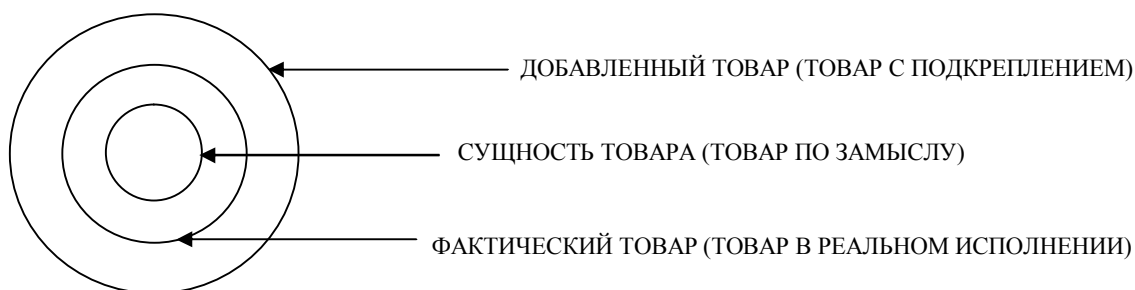 ДОБАВЛЕННЫЙ ТОВАР (ТОВАР С ПОДКРЕПЛЕНИЕМ)
СУЩНОСТЬ ТОВАРА (ТОВАР ПО ЗАМЫСЛУ)
ФАКТИЧЕСКИЙ ТОВАР (ТОВАР В РЕАЛЬНОМ ИСПОЛНЕНИИ)